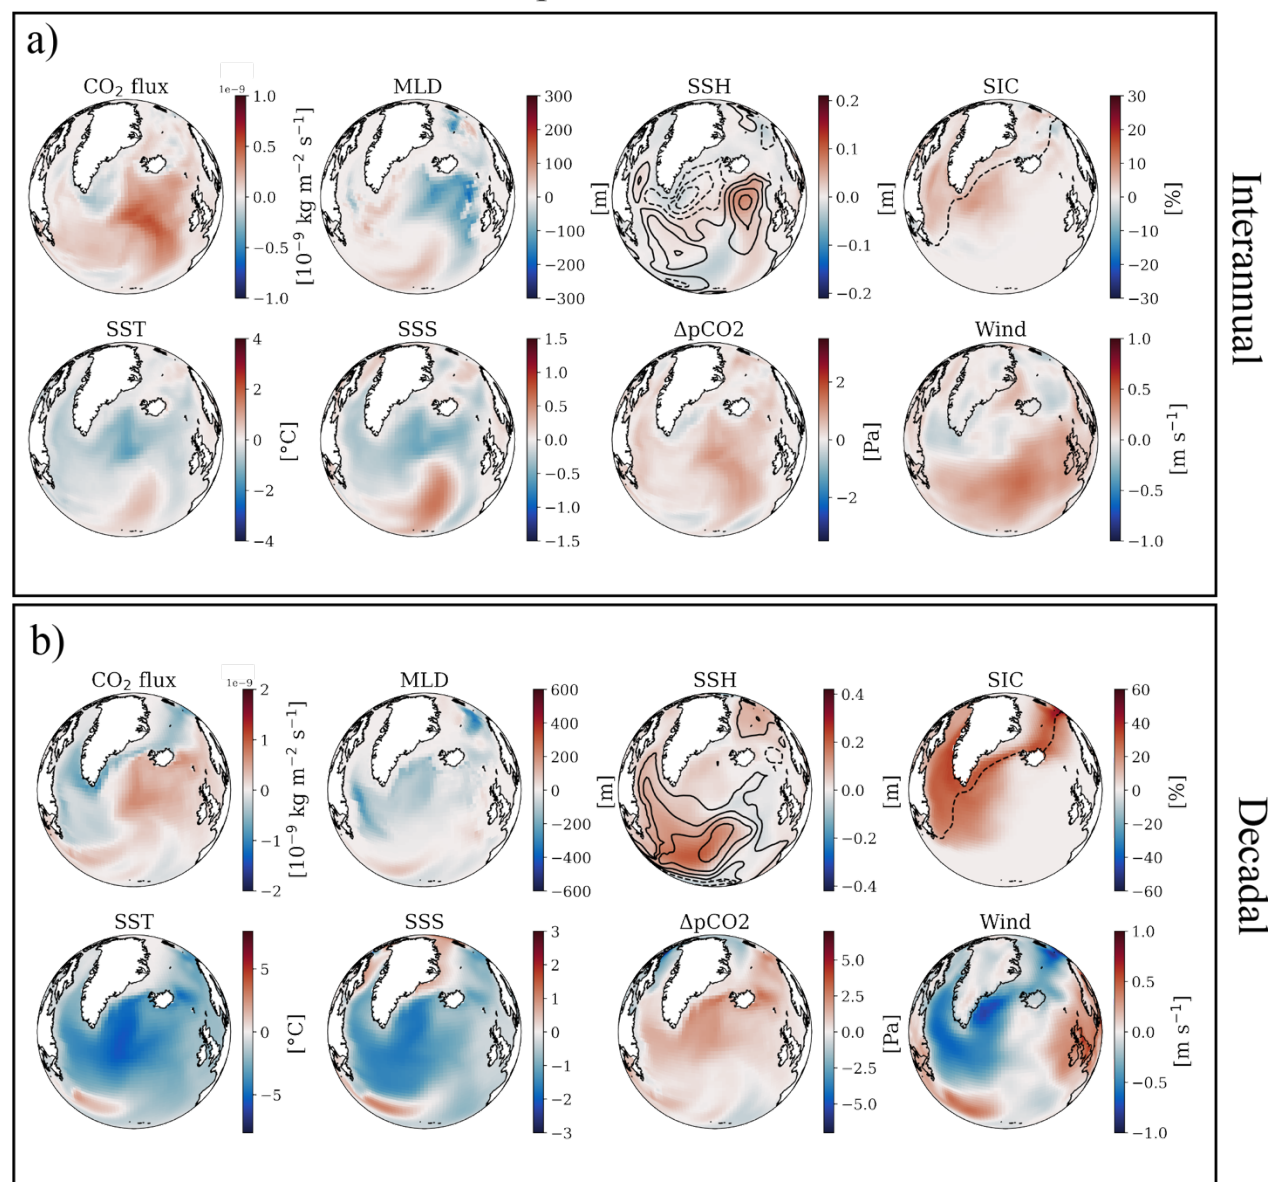 a)
CO₂ flux
1e−9
1.0
0.5
0.0
−0.5
−1.0
[10⁻⁹ kg m⁻² s⁻¹]
MLD
300
200
100
0
−100
−200
−300
[m]
SSH
0.2
0.1
0.0
−0.1
−0.2
[m]
SIC
30
20
10
0
10
20
−30
[%]
SST
4
2
0
−2
−4
[°C]
SSS
1.5
1.0
0.5
0.0
−0.5
−1.0
−1.5
ΔpCO2
2
0
−2
[Pa]
Wind
1.0
0.5
0.0
−0.5
−1.0
[m s⁻¹]
Interannual
b)
CO₂ flux
1e−9
2
1
0
−1
−2
[10⁻⁹ kg m⁻² s⁻¹]
MLD
600
400
200
0
−200
−400
−600
[m]
SSH
0.4
0.2
0.0
−0.2
−0.4
[m]
SIC
60
40
20
0
−20
−40
−60
[%]
SST
5
0
−5
[°C]
SSS
3
2
1
0
−1
−2
−3
ΔpCO2
5.0
2.5
0.0
−2.5
−5.0
[Pa]
Wind
1.0
0.5
0.0
−0.5
−1.0
[m s⁻¹]
Decadal